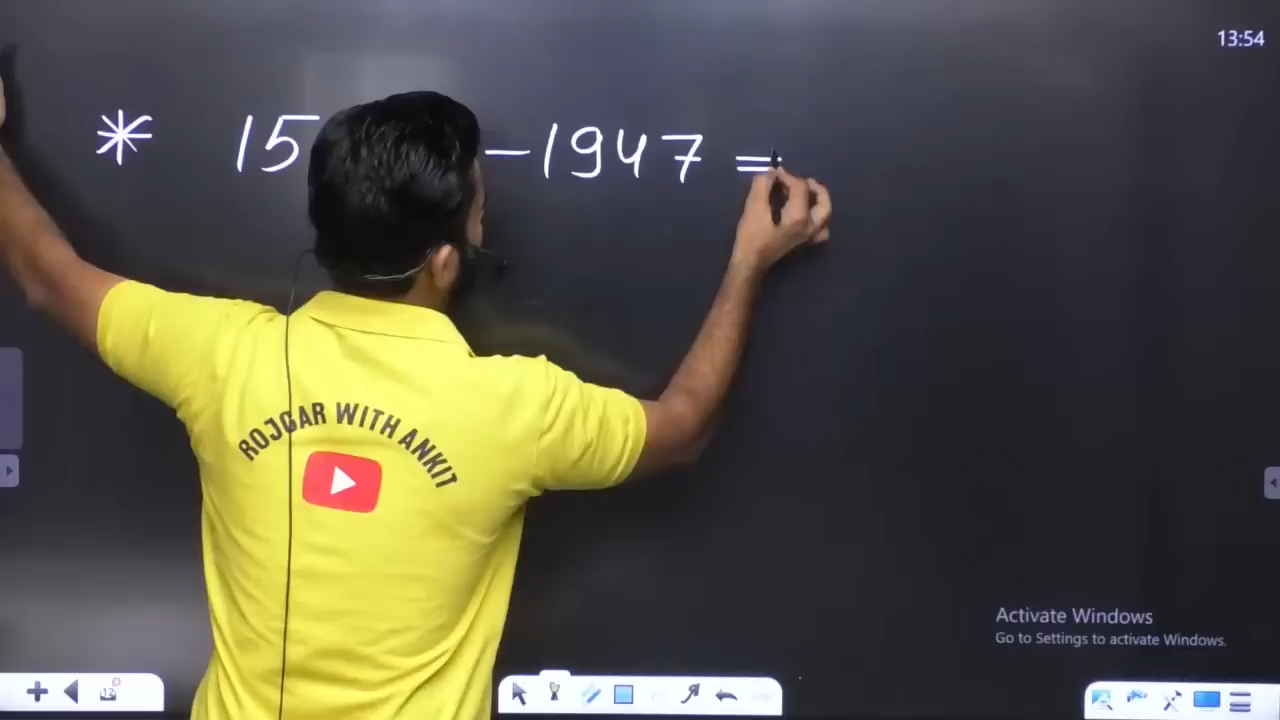 13:54
* 15 -1947 =
ROJGAR WITH ANKIT
Activate Windows
Go to Settings to activate Windows.